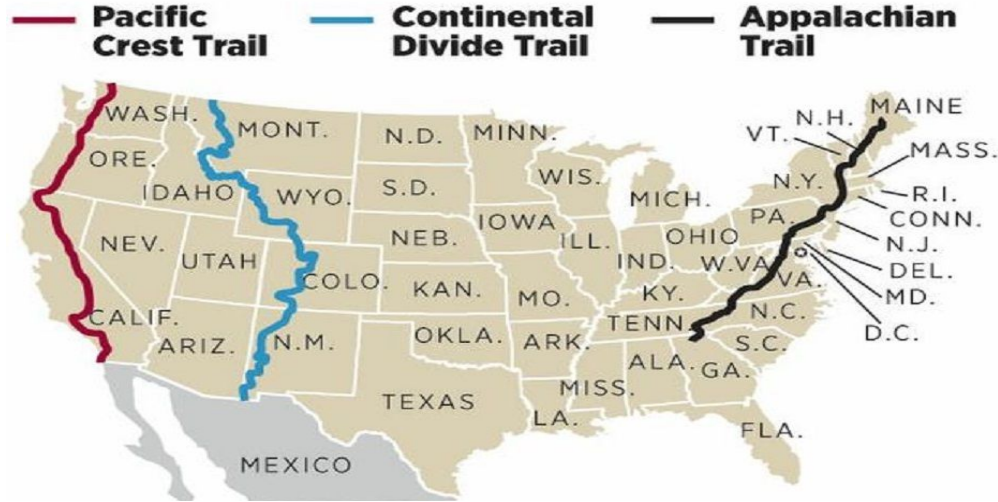 Pacific
Crest Trail
Continental
Divide Trail
Appalachian
Trail
WASH.
MONT.
N.D.
MINN.
VT.
N.H.
MAINE
ORE.
IDAHO
WYO.
S.D.
WIS.
MICH.
N.Y.
MASS.
R.I.
CONN.
NEV.
UTAH
COLO.
NEB.
IOWA
ILL.
IND.
OHIO
PA.
N.J.
W.VA
VA.
DEL.
MD.
D.C.
CALIF.
ARIZ.
N.M.
KAN.
OKLA.
MO.
ARK.
KY.
TENN.
N.C.
S.C.
TEXAS
LA.
MISS.
ALA.
GA.
FLA.
MEXICO